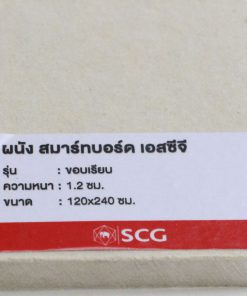 ผนัง สมาร์ทบอร์ด เอสซีจี
รุ่น : ขอบเรียบ
ความหนา : 1.2 ซม.
ขนาด : 120x240 ซม.
SCG